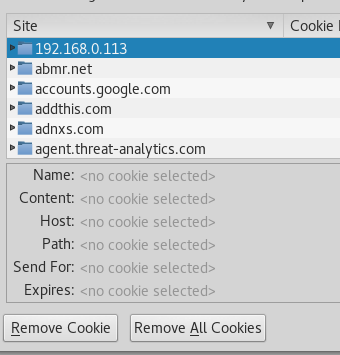 Site Cookie
192.168.0.113
abmr.net
accounts.google.com
addthis.com
adnxs.com
agent.threat-analytics.com
Name: <no cookie selected>
Content: <no cookie selected>
Host: <no cookie selected>
Path: <no cookie selected>
Send For: <no cookie selected>
Expires: <no cookie selected>
Remove Cookie Remove All Cookies